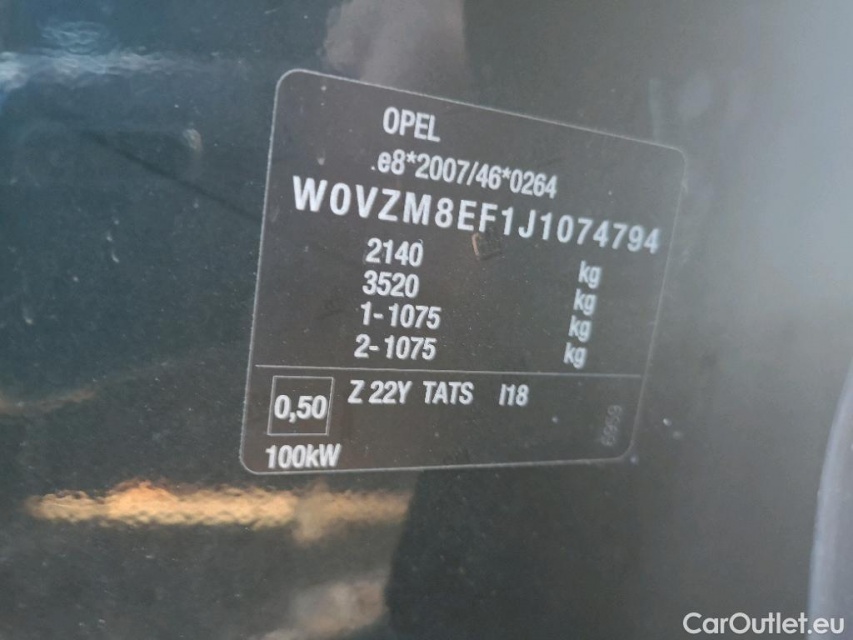 OPEL
e8*2007/46*0264
W0VZM8EF1J1074794
2140 kg
3520 kg
1-1075 kg
2-1075 kg
0,50 Z 22Y TATS I18
6959
100kW
CarOutlet.eu